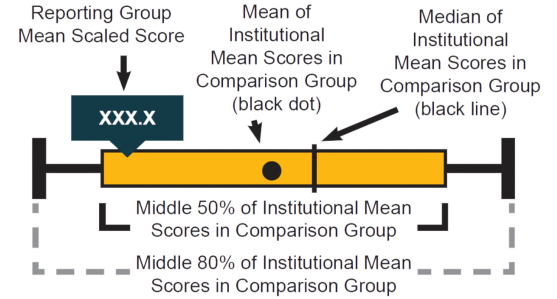 Reporting Group
Mean Scaled Score
XXX.X
Mean of
Institutional
Mean Scores in
Comparison Group
(black dot)
Median of
Institutional
Mean Scores in
Comparison Group
(black line)
Middle 50% of Institutional Mean
Scores in Comparison Group
Middle 80% of Institutional Mean
Scores in Comparison Group